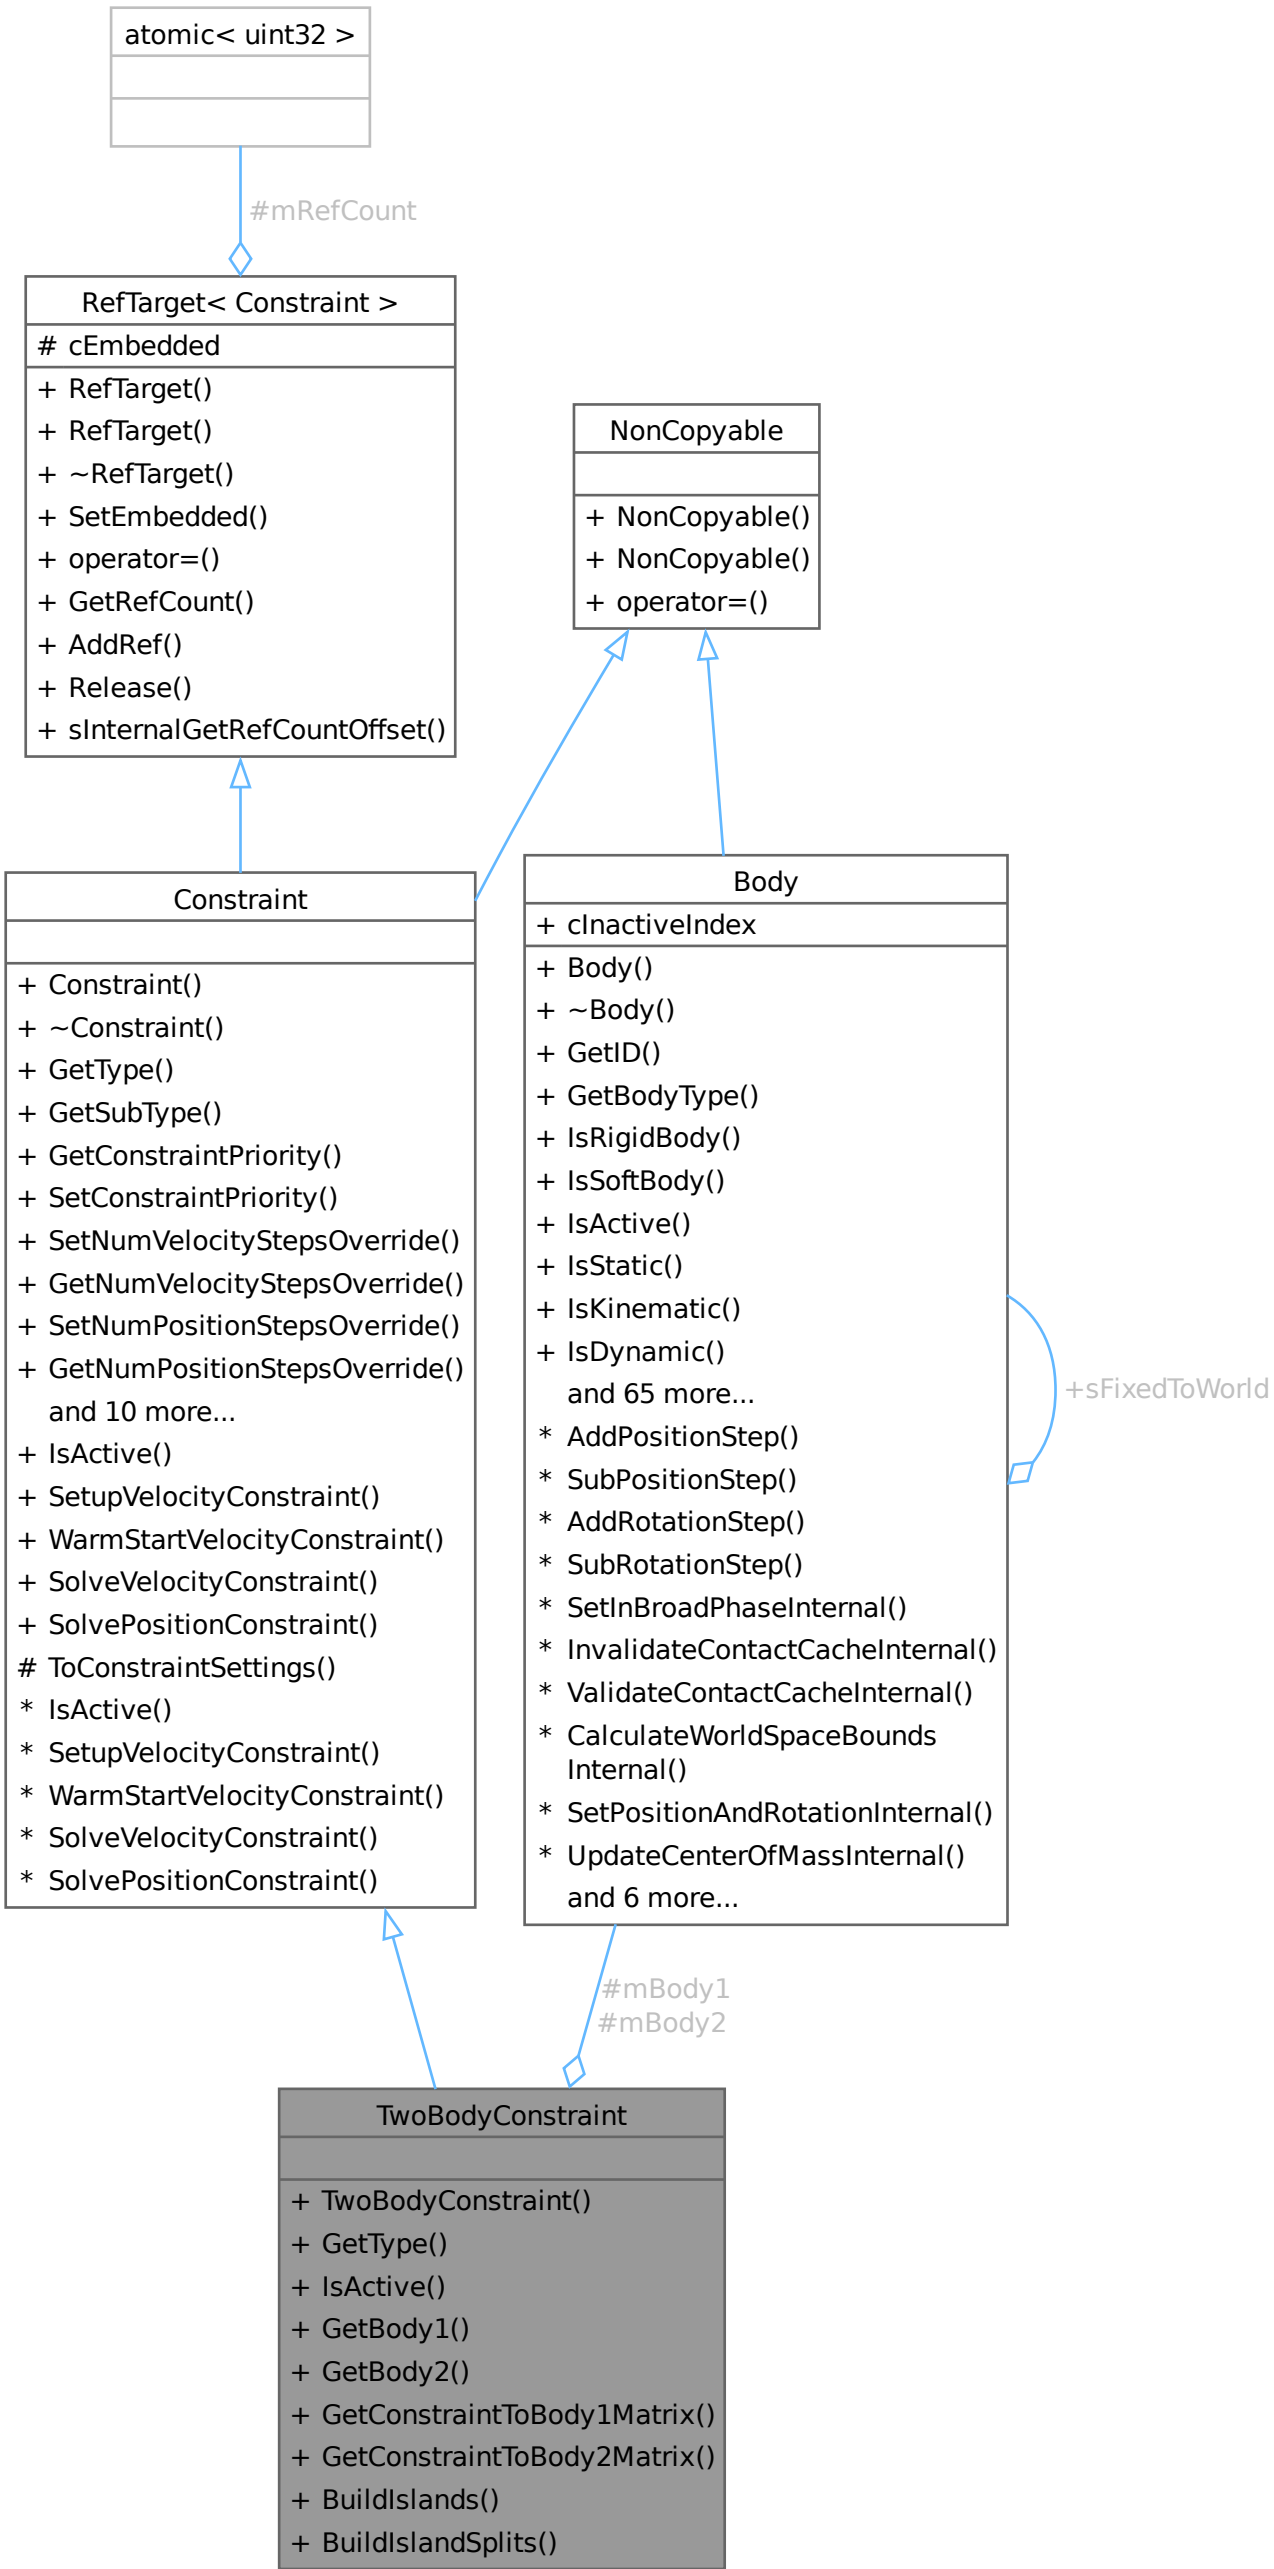 atomic< uint32 >
#mRefCount
RefTarget< Constraint >
# cEmbedded
+ RefTarget()
+ RefTarget()
+ ~RefTarget()
+ SetEmbedded()
+ operator=()
+ GetRefCount()
+ AddRef()
+ Release()
+ sInternalGetRefCountOffset()
NonCopyable
+ NonCopyable()
+ NonCopyable()
+ operator=()
Constraint
+ Constraint()
+ ~Constraint()
+ GetType()
+ GetSubType()
+ GetConstraintPriority()
+ SetConstraintPriority()
+ SetNumVelocityStepsOverride()
+ GetNumVelocityStepsOverride()
+ SetNumPositionStepsOverride()
+ GetNumPositionStepsOverride()
and 10 more...
+ IsActive()
+ SetupVelocityConstraint()
+ WarmStartVelocityConstraint()
+ SolveVelocityConstraint()
+ SolvePositionConstraint()
# ToConstraintSettings()
* IsActive()
* SetupVelocityConstraint()
* WarmStartVelocityConstraint()
* SolveVelocityConstraint()
* SolvePositionConstraint()
Body
+ cInactiveIndex
+ Body()
+ ~Body()
+ GetID()
+ GetBodyType()
+ IsRigidBody()
+ IsSoftBody()
+ IsActive()
+ IsStatic()
+ IsKinematic()
+ IsDynamic()
and 65 more...
* AddPositionStep()
* SubPositionStep()
* AddRotationStep()
* SubRotationStep()
* SetInBroadPhaseInternal()
* InvalidateContactCacheInternal()
* ValidateContactCacheInternal()
* CalculateWorldSpaceBounds
Internal()
* SetPositionAndRotationInternal()
* UpdateCenterOfMassInternal()
and 6 more...
+sFixedToWorld
#mBody1
#mBody2
TwoBodyConstraint
+ TwoBodyConstraint()
+ GetType()
+ IsActive()
+ GetBody1()
+ GetBody2()
+ GetConstraintToBody1Matrix()
+ GetConstraintToBody2Matrix()
+ BuildIslands()
+ BuildIslandSplits()